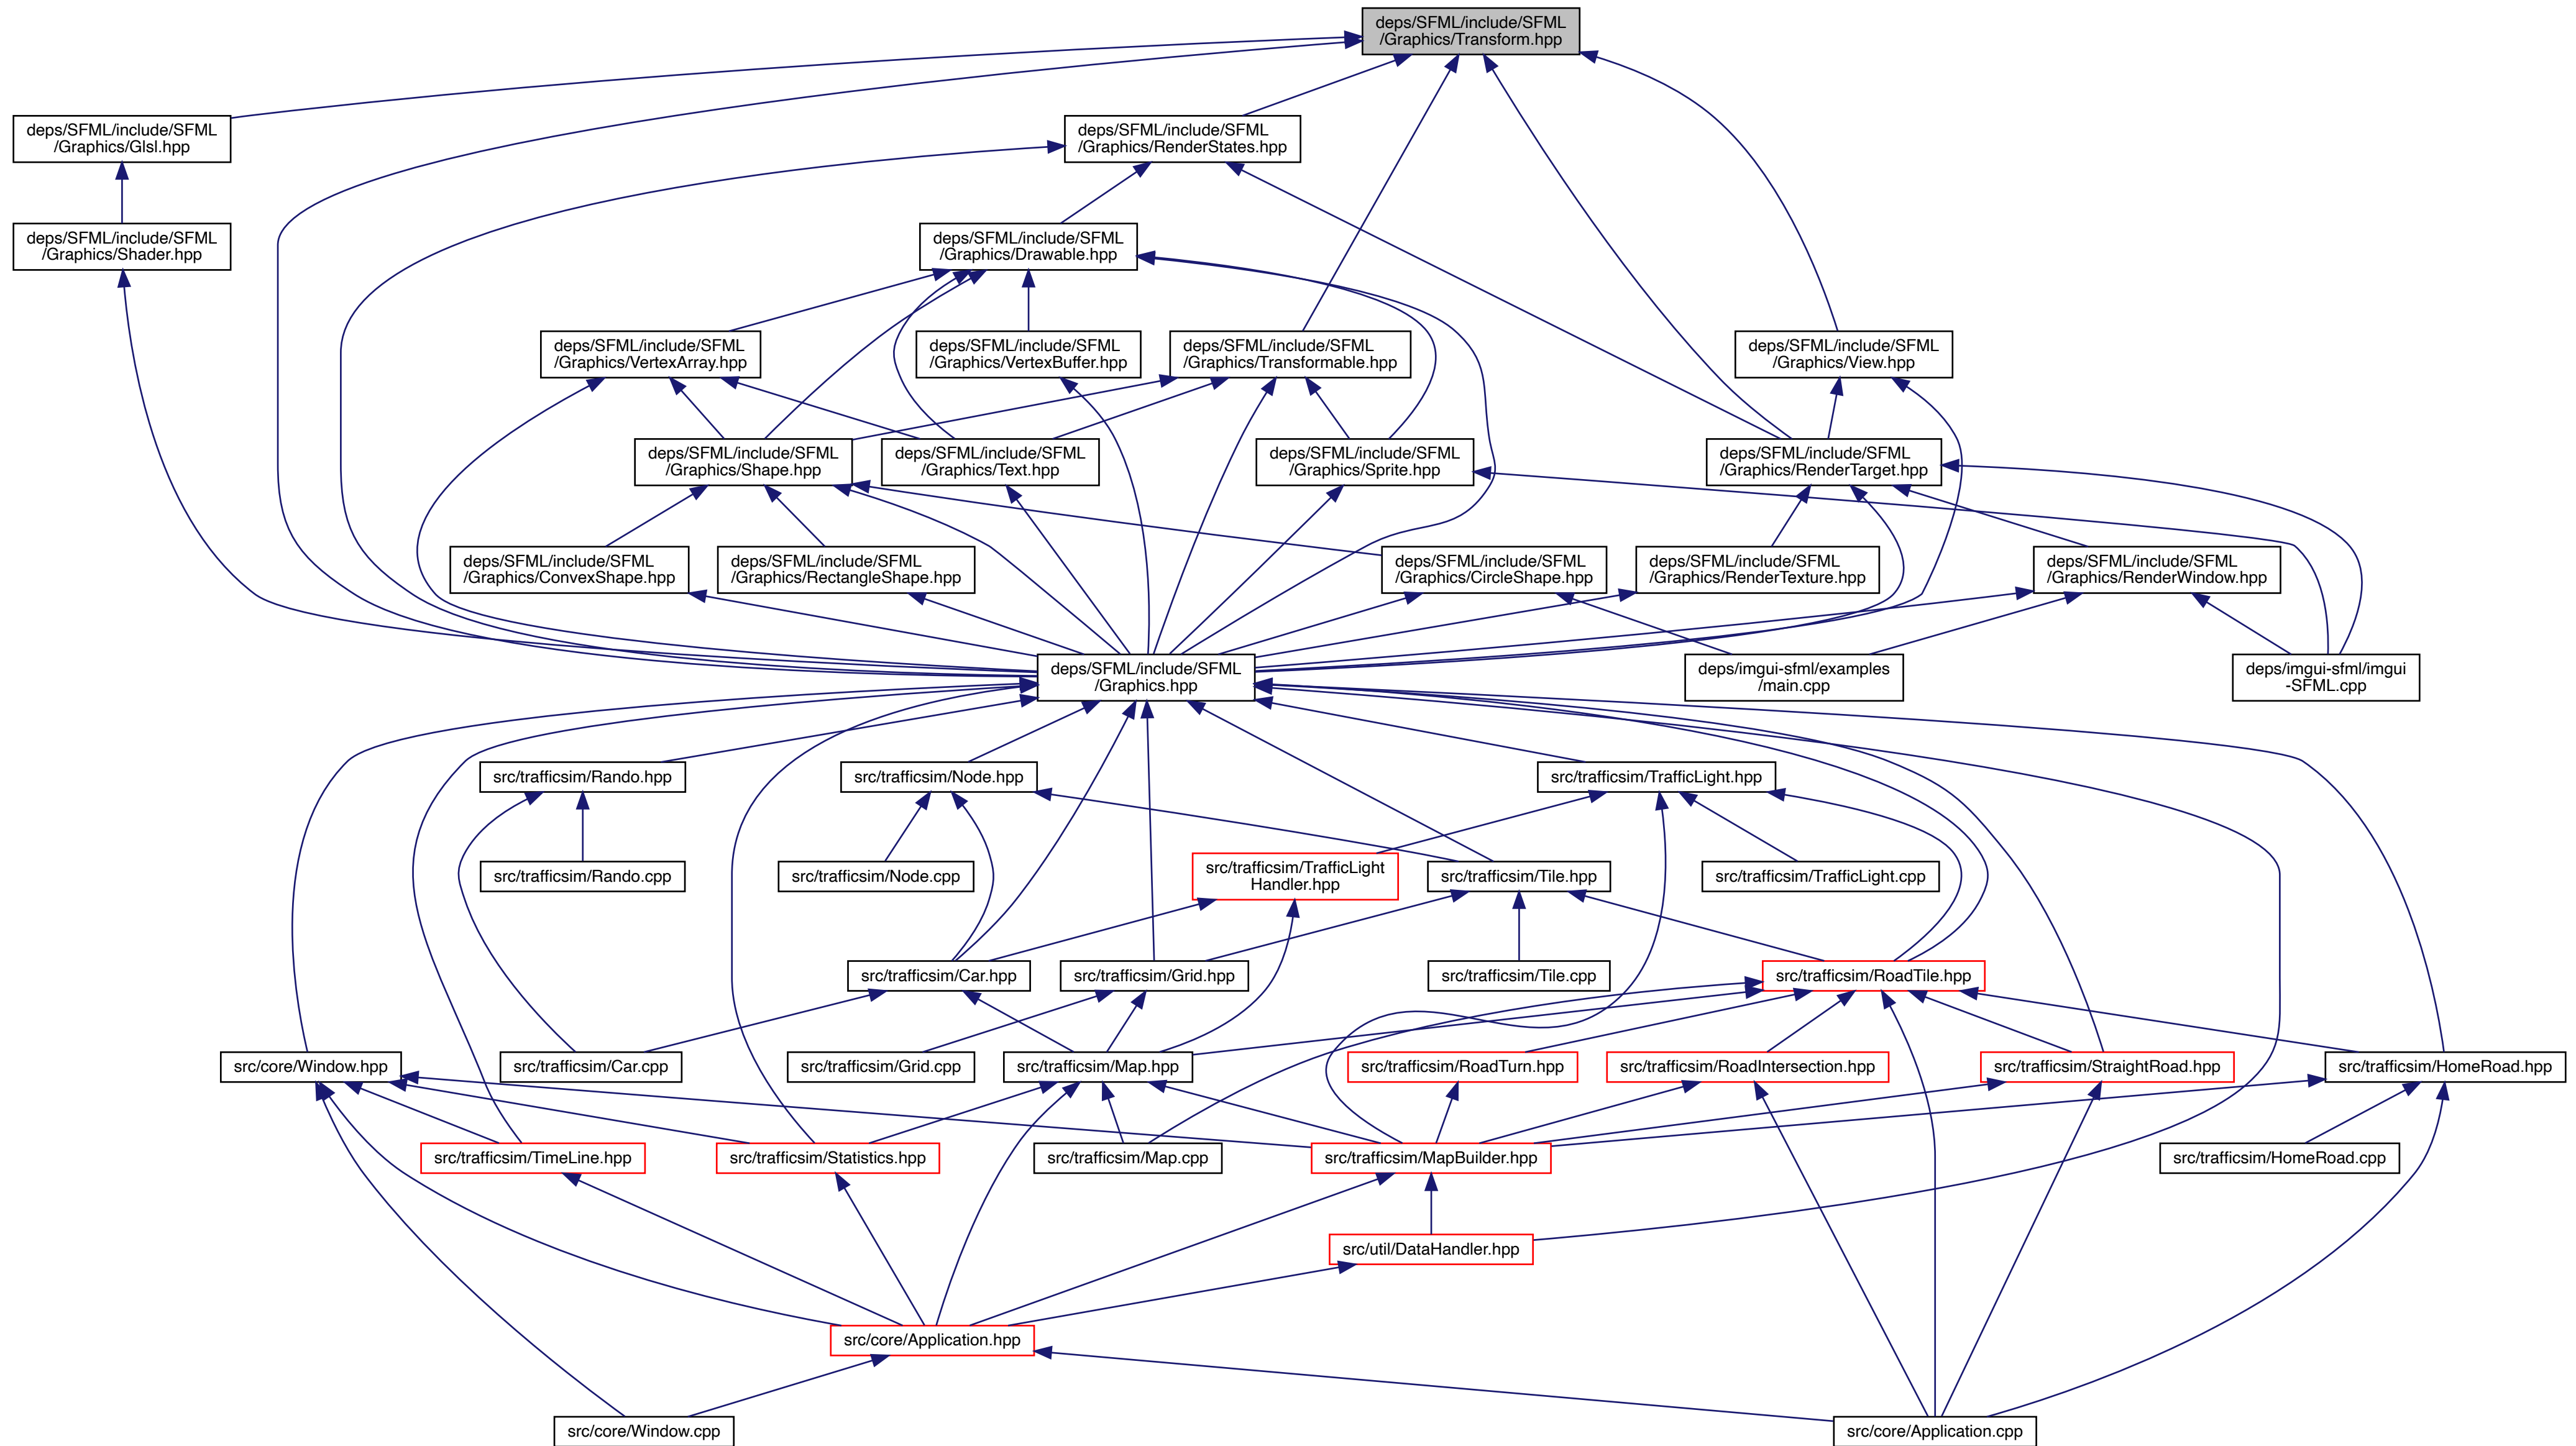 deps/SFML/include/SFML
/Graphics/Transform.hpp
deps/SFML/include/SFML
/Graphics/Glsl.hpp
deps/SFML/include/SFML
/Graphics/RenderStates.hpp
deps/SFML/include/SFML
/Graphics/Shader.hpp
deps/SFML/include/SFML
/Graphics/Drawable.hpp
deps/SFML/include/SFML
/Graphics/VertexArray.hpp
deps/SFML/include/SFML
/Graphics/VertexBuffer.hpp
deps/SFML/include/SFML
/Graphics/Transformable.hpp
deps/SFML/include/SFML
/Graphics/View.hpp
deps/SFML/include/SFML
/Graphics/Shape.hpp
deps/SFML/include/SFML
/Graphics/Text.hpp
deps/SFML/include/SFML
/Graphics/Sprite.hpp
deps/SFML/include/SFML
/Graphics/RenderTarget.hpp
deps/SFML/include/SFML
/Graphics/ConvexShape.hpp
deps/SFML/include/SFML
/Graphics/RectangleShape.hpp
deps/SFML/include/SFML
/Graphics/CircleShape.hpp
deps/SFML/include/SFML
/Graphics/RenderTexture.hpp
deps/SFML/include/SFML
/Graphics/RenderWindow.hpp
deps/SFML/include/SFML
/Graphics.hpp
deps/imgui-sfml/examples
/main.cpp
deps/imgui-sfml/imgui
-SFML.cpp
src/trafficsim/Rando.hpp
src/trafficsim/Node.hpp
src/trafficsim/TrafficLight.hpp
src/trafficsim/Rando.cpp
src/trafficsim/Node.cpp
src/trafficsim/TrafficLight
Handler.hpp
src/trafficsim/Tile.hpp
src/trafficsim/TrafficLight.cpp
src/trafficsim/Car.hpp
src/trafficsim/Grid.hpp
src/trafficsim/Tile.cpp
src/trafficsim/RoadTile.hpp
src/core/Window.hpp
src/trafficsim/Car.cpp
src/trafficsim/Grid.cpp
src/trafficsim/Map.hpp
src/trafficsim/RoadTurn.hpp
src/trafficsim/RoadIntersection.hpp
src/trafficsim/StraightRoad.hpp
src/trafficsim/HomeRoad.hpp
src/trafficsim/TimeLine.hpp
src/trafficsim/Statistics.hpp
src/trafficsim/Map.cpp
src/trafficsim/MapBuilder.hpp
src/trafficsim/HomeRoad.cpp
src/util/DataHandler.hpp
src/core/Application.hpp
src/core/Window.cpp
src/core/Application.cpp